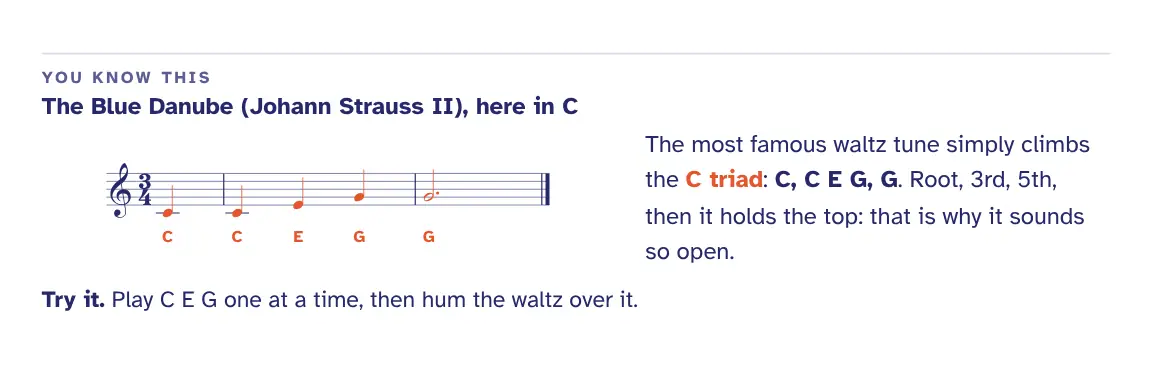 YOU KNOW THIS
The Blue Danube (Johann Strauss II), here in C
3
4
C C E G G
The most famous waltz tune simply climbs
the C triad: C, C E G, G. Root, 3rd, 5th,
then it holds the top: that is why it sounds
so open.
Try it. Play C E G one at a time, then hum the waltz over it.